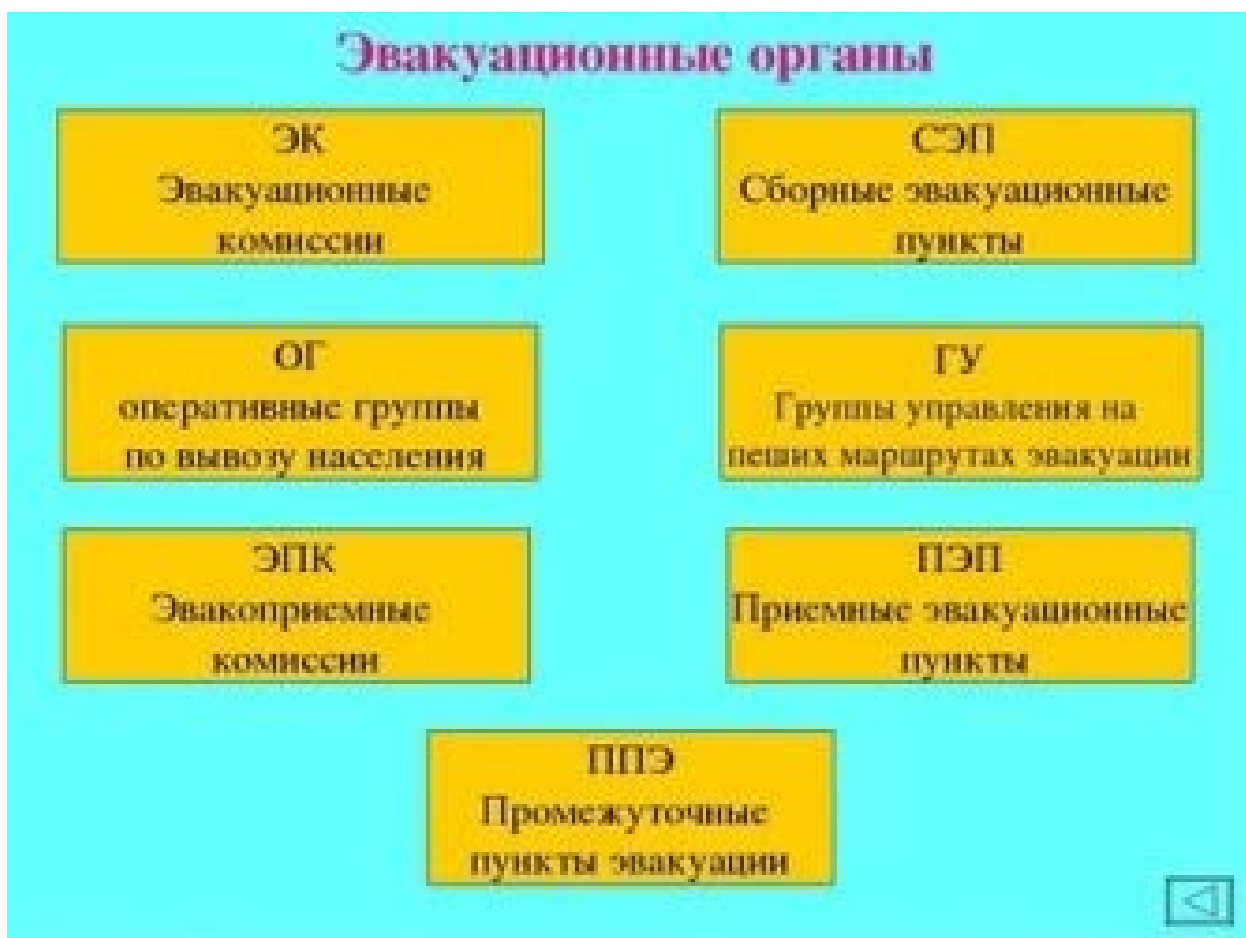 Эвакуационные органы
ЭК
Эвакуационные
комиссии
СЭП
Сборные эвакуационные
пункты
ОГ
оперативные группы
по вывозу населения
ГУ
Группы управления на
пеших маршрутах эвакуации
ЭПК
Эвакоприемные
комиссии
ПЭП
Приемные эвакуационные
пункты
ППЭ
Промежуточные
пункты эвакуации